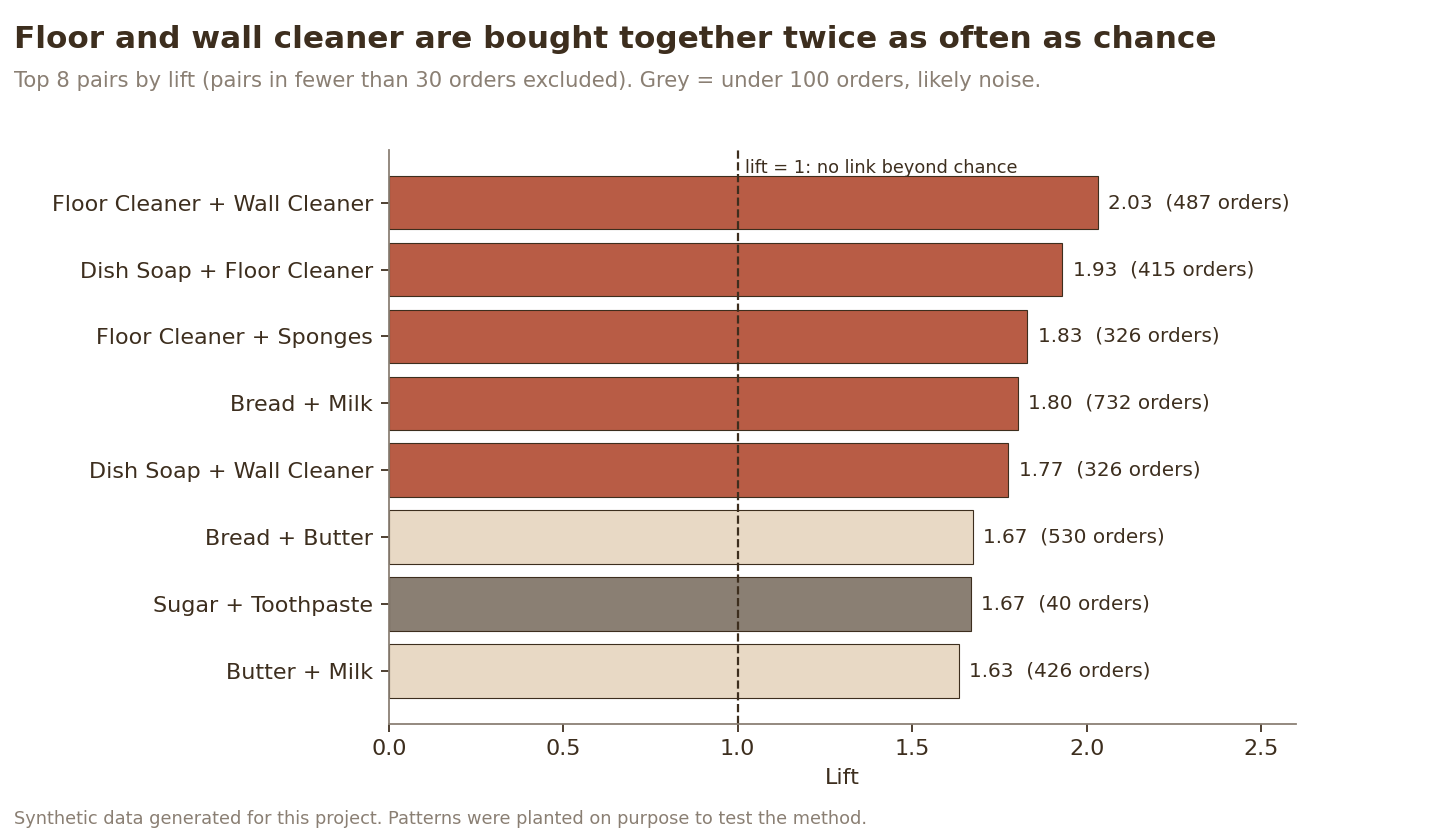 Floor and wall cleaner are bought together twice as often as chance
Top 8 pairs by lift (pairs in fewer than 30 orders excluded). Grey = under 100 orders, likely noise.
lift = 1: no link beyond chance
Floor Cleaner + Wall Cleaner 2.03 (487 orders)
Dish Soap + Floor Cleaner 1.93 (415 orders)
Floor Cleaner + Sponges 1.83 (326 orders)
Bread + Milk 1.80 (732 orders)
Dish Soap + Wall Cleaner 1.77 (326 orders)
Bread + Butter 1.67 (530 orders)
Sugar + Toothpaste 1.67 (40 orders)
Butter + Milk 1.63 (426 orders)
0.0 0.5 1.0 1.5 2.0 2.5
Lift
Synthetic data generated for this project. Patterns were planted on purpose to test the method.